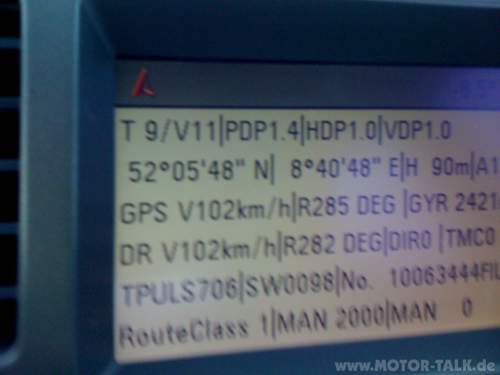 T 9/V11|PDP1.4|HDP1.0|VDP1.0
52°05'48" N| 8°40'48" E|H 90m|A1
GPS V102km/h|R285 DEG |GYR 2421
DR V102km/h|R282 DEG|DIR0 |TMC0
TPULS706|SW0098|No. 10063444FIL
RouteClass 1|MAN 2000|MAN 0
www.MOTOR-TALK.de